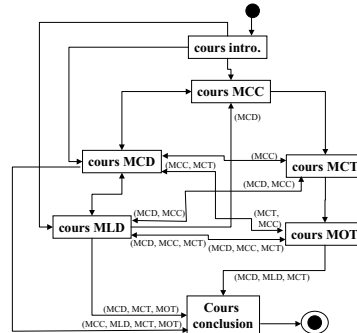 cours intro.
cours MCC
(MCD)
cours MCD
(MCC)
(MCC, MCT)
cours MCT
(MCD, MCC)
(MCD, MCC)
(MCT,
MCC)
cours MLD
cours MOT
(MCD, MCC, MCT)
(MCD, MCC, MCT)
(MCD, MLD, MCT)
(MCD, MCT, MOT)
(MCC, MLD, MCT, MOT)
Cours
conclusion